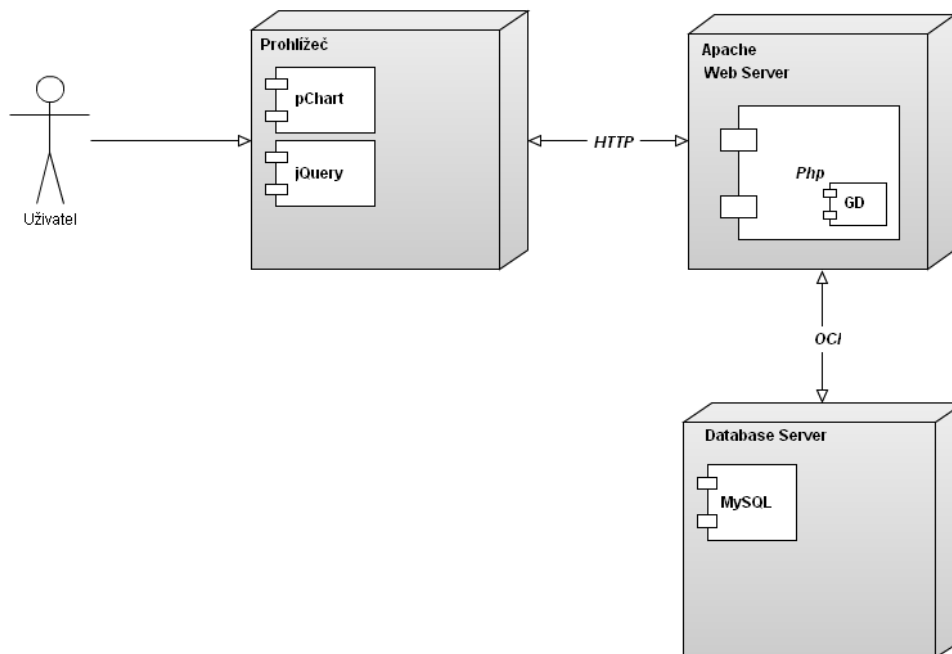 Prohlížeč
pChart
jQuery
Uživatel
HTTP
Apache
Web Server
Php
GD
OCI
Database Server
MySQL